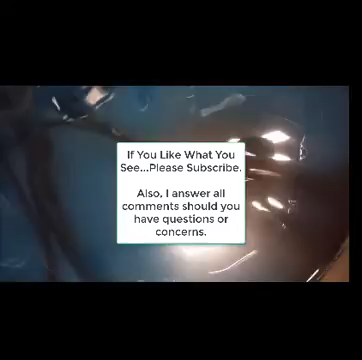 If You Like What You
See...Please Subscribe.
Also, I answer all
comments should you
have questions or
concerns.